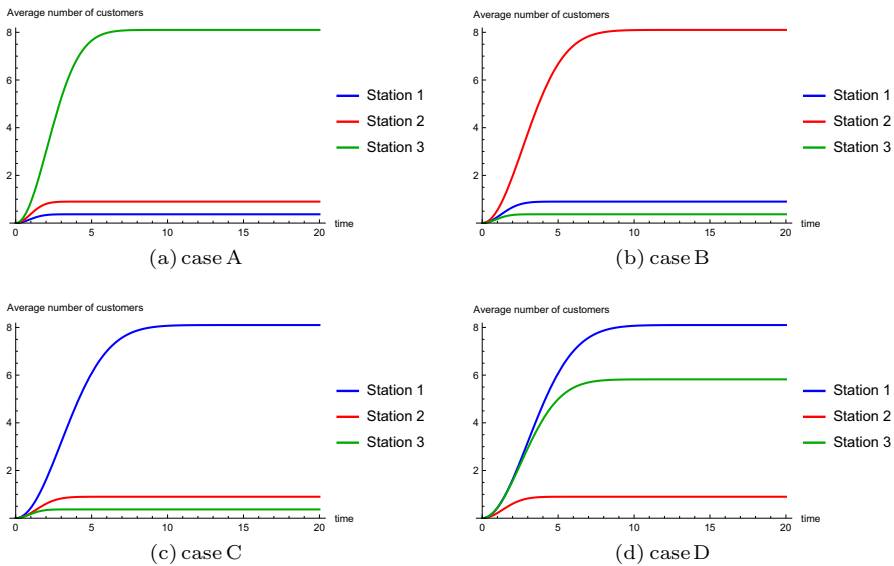 Average number of customers
8
6
4
2
0
5
10
15
20
time
Station 1
Station 2
Station 3
(a) case A
Average number of customers
8
6
4
2
0
5
10
15
20
time
Station 1
Station 2
Station 3
(b) case B
Average number of customers
8
6
4
2
0
5
10
15
20
time
Station 1
Station 2
Station 3
(c) case C
Average number of customers
8
6
4
2
0
5
10
15
20
time
Station 1
Station 2
Station 3
(d) case D